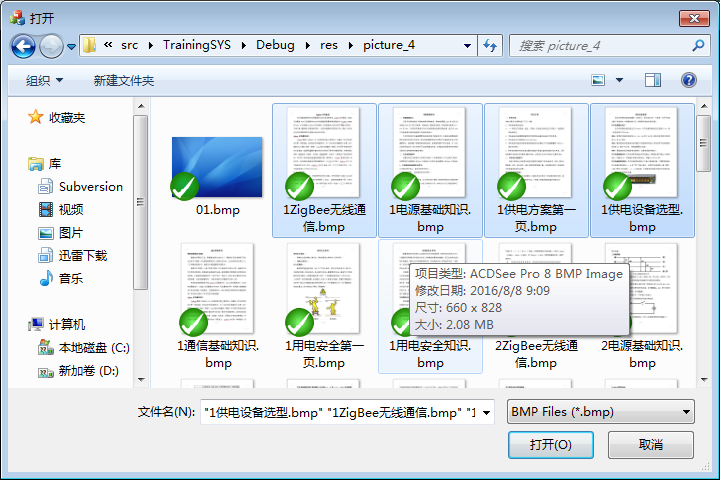 打开
« src TrainingSYS Debug res picture_4
搜索 picture_4
组织 新建文件夹
收藏夹
库
Subversion
视频
图片
迅雷下载
音乐
计算机
本地磁盘 (C:)
新加卷 (D:)
01.bmp
1ZigBee无线通
信.bmp
1电源基础知识.
bmp
1供电方案第一
页.bmp
1供电设备选型.
bmp
1通信基础知识.
bmp
1用电安全第一
页.bmp
1用电安全知识.
bmp
2ZigBee无线通
信.bmp
2电源基础知识.
bmp
项目类型: ACDSee Pro 8 BMP Image
修改日期: 2016/8/8 9:09
尺寸: 660 x 828
大小: 2.08 MB
文件名(N): "1供电设备选型.bmp" "1ZigBee无线通信.bmp" "1
BMP Files (*.bmp)
打开(O) 取消